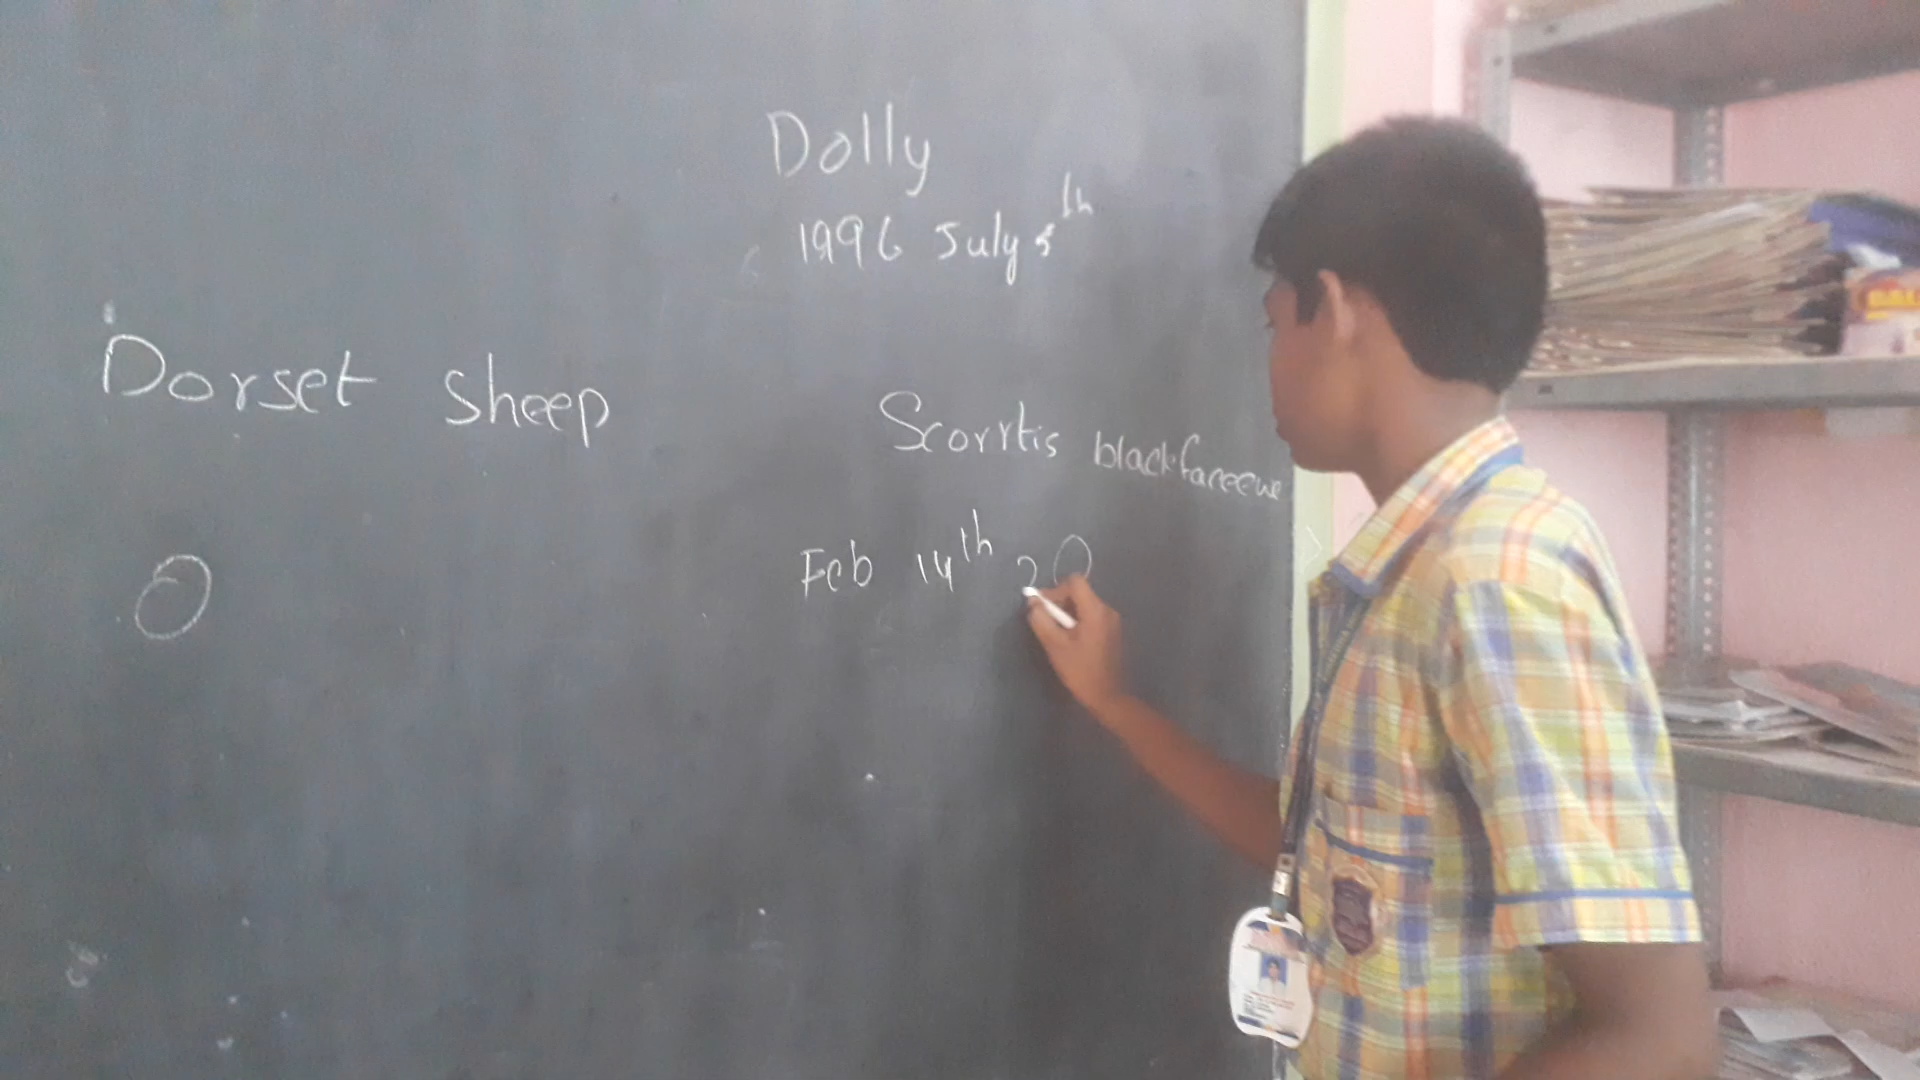 Dolly
1996 July 5th
Dorset sheep
Scorrtis blackfaceewe
Feb 14th 20
O